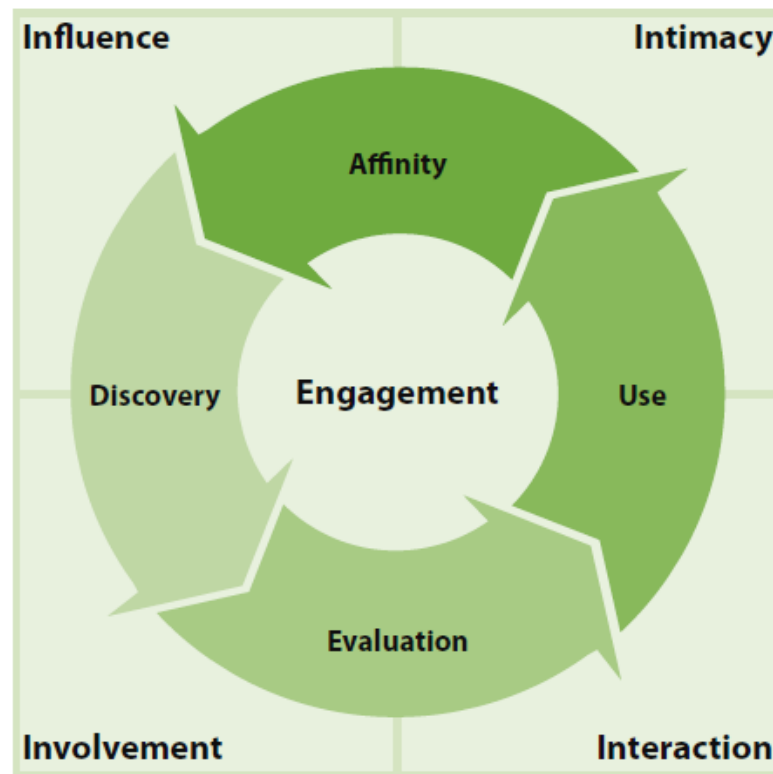 Influence
Intimacy
Affinity
Discovery
Engagement
Use
Evaluation
Involvement
Interaction